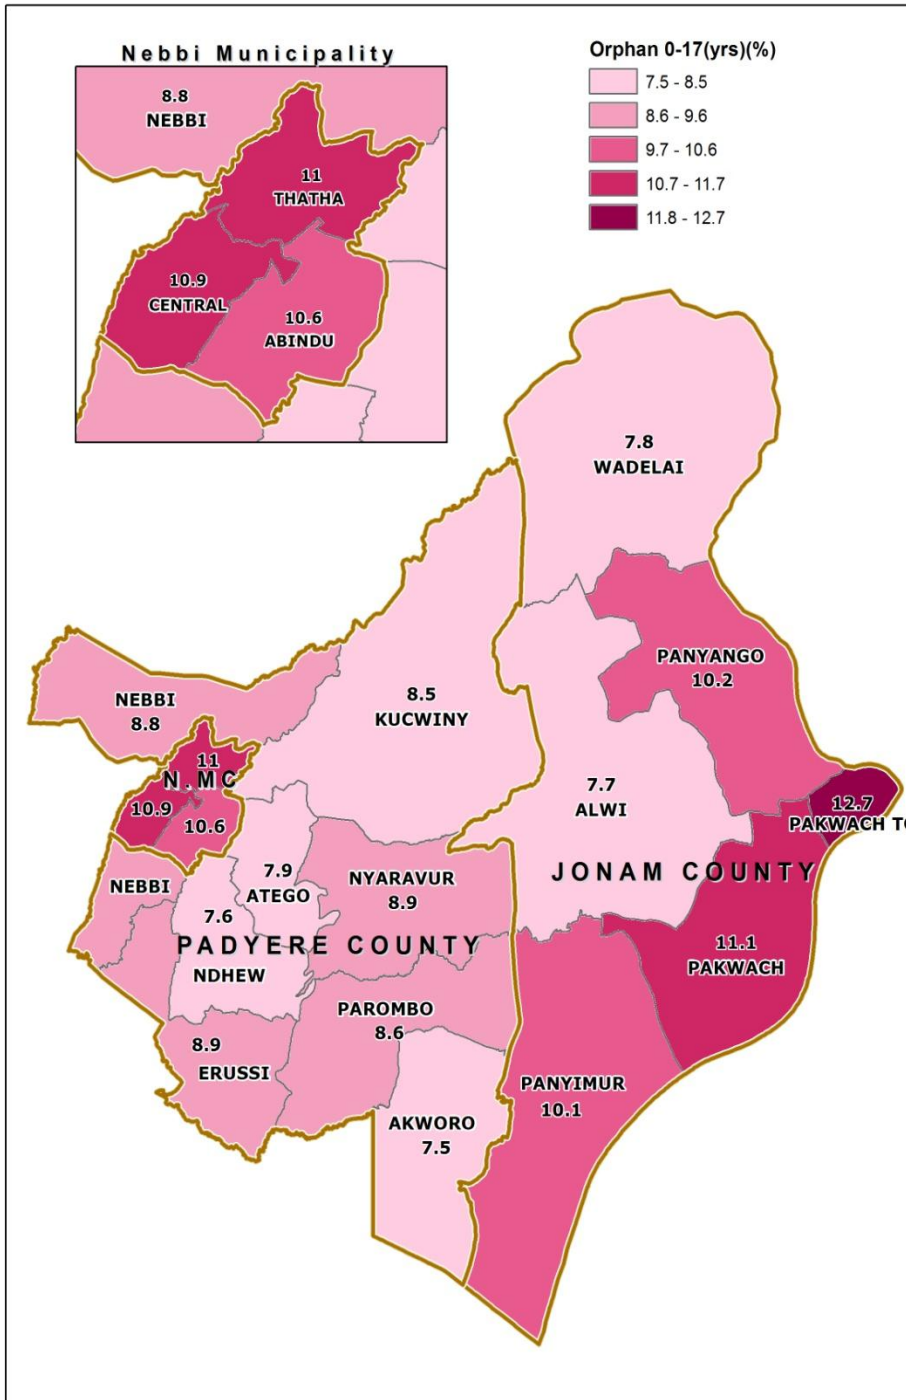 Nebbi Municipality
8.8
NEBBI
11
THATHA
10.9
CENTRAL
10.6
ABINDU
Orphan 0-17(yrs)(%)
7.5 - 8.5
8.6 - 9.6
9.7 - 10.6
10.7 - 11.7
11.8 - 12.7
7.8
WADELAI
PANYANGO
10.2
8.5
KUCWINY
NEBBI
8.8
11
N.MC
10.9
10.6
7.7
ALWI
12.7
PAKWACH TC
JONAM COUNTY
NEBBI
7.9
ATEGO
NYARAVUR
8.9
7.6
PADYERE COUNTY
NDHEW
11.1
PAKWACH
PAROMBO
8.6
8.9
ERUSSI
PANYIMUR
10.1
AKWORO
7.5